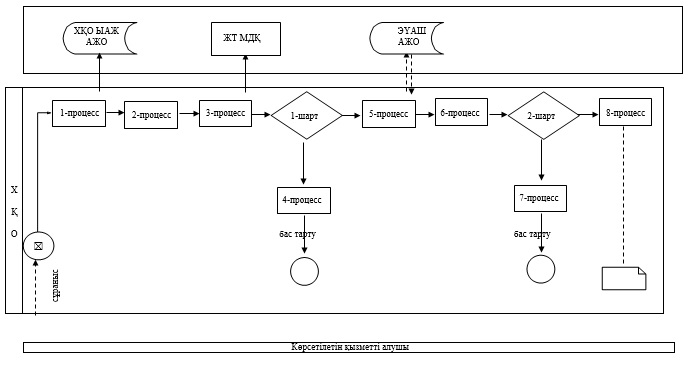 ХҚО ЫАЖ
АЖО
ЖТ МДҚ
ЭҮАШ
АЖО
1-процесс
2-процесс
3-процесс
1-шарт
5-процесс
6-процесс
2-шарт
8-процесс
4-процесс
7-процесс
Х
Қ
О
бас тарту
бас тарту
сұраныс
Көрсетілетін қызметті алушы